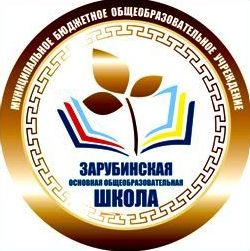 МУНИЦИПАЛЬНОЕ БЮДЖЕТНОЕ ОБЩЕОБРАЗОВАТЕЛЬНОЕ УЧРЕЖДЕНИЕ
ЗАРУБИНСКАЯ
ОСНОВНАЯ ОБЩЕОБРАЗОВАТЕЛЬНАЯ
ШКОЛА